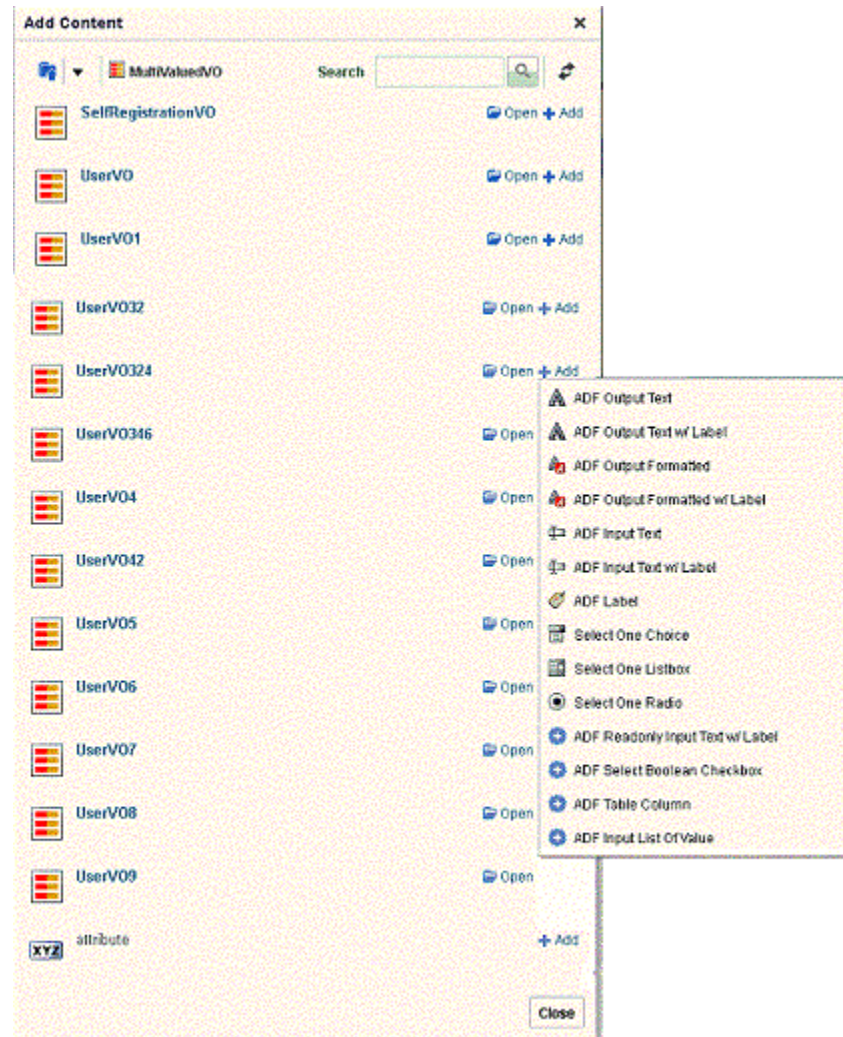 Add Content
MultiValuedVO Search
SelfRegistrationVO Open Add
UserVO Open Add
UserVO1 Open Add
UserVO32 Open Add
UserVO324 Open Add
ADF Output Text
UserVO346 Open ADF Output Text w/ Label
ADF Output Formatted
UserVO4 Open ADF Output Formatted w/ Label
ADF Input Text
UserVO42 Open ADF Input Text w/ Label
ADF Label
UserVO5 Open Select One Choice
Select One Listbox
UserVO6 Open Select One Radio
ADF Readonly Input Text w/ Label
UserVO7 Open
ADF Select Boolean Checkbox
ADF Table Column
UserVO8 Open
ADF Input List Of Value
UserVO9 Open
XYZ attribute Add
Close